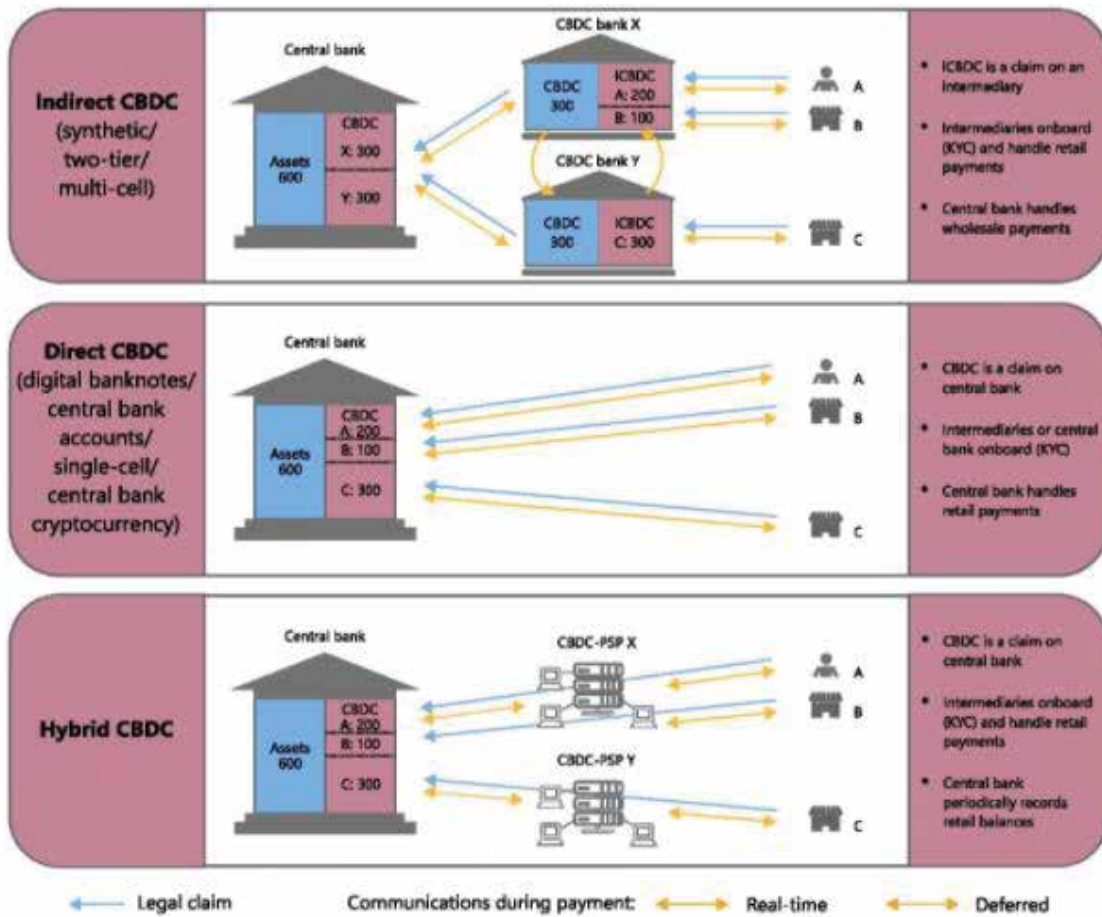 Indirect CBDC
(synthetic/
two-tier/
multi-cell)
Central bank
Assets
600
CBDC
X: 300
Y: 300
CBDC bank X
CBDC
300
ICBDC
A: 200
B: 100
CBDC bank Y
CBDC
300
ICBDC
C: 300
A
B
C
• ICBDC is a claim on an
intermediary
• Intermediaries onboard
(KYC) and handle retail
payments
• Central bank handles
wholesale payments
Direct CBDC
(digital banknotes/
central bank
accounts/
single-cell/
central bank
cryptocurrency)
Central bank
Assets
600
CBDC
A: 200
B: 100
C: 300
A
B
C
• CBDC is a claim on
central bank
• Intermediaries or central
bank onboard (KYC)
• Central bank handles
retail payments
Hybrid CBDC
Central bank
Assets
600
CBDC
A: 200
B: 100
C: 300
CBDC-PSP X
CBDC-PSP Y
A
B
C
• CBDC is a claim on
central bank
• Intermediaries onboard
(KYC) and handle retail
payments
• Central bank
periodically records
retail balances
Legal claim
Communications during payment:
Real-time
Deferred